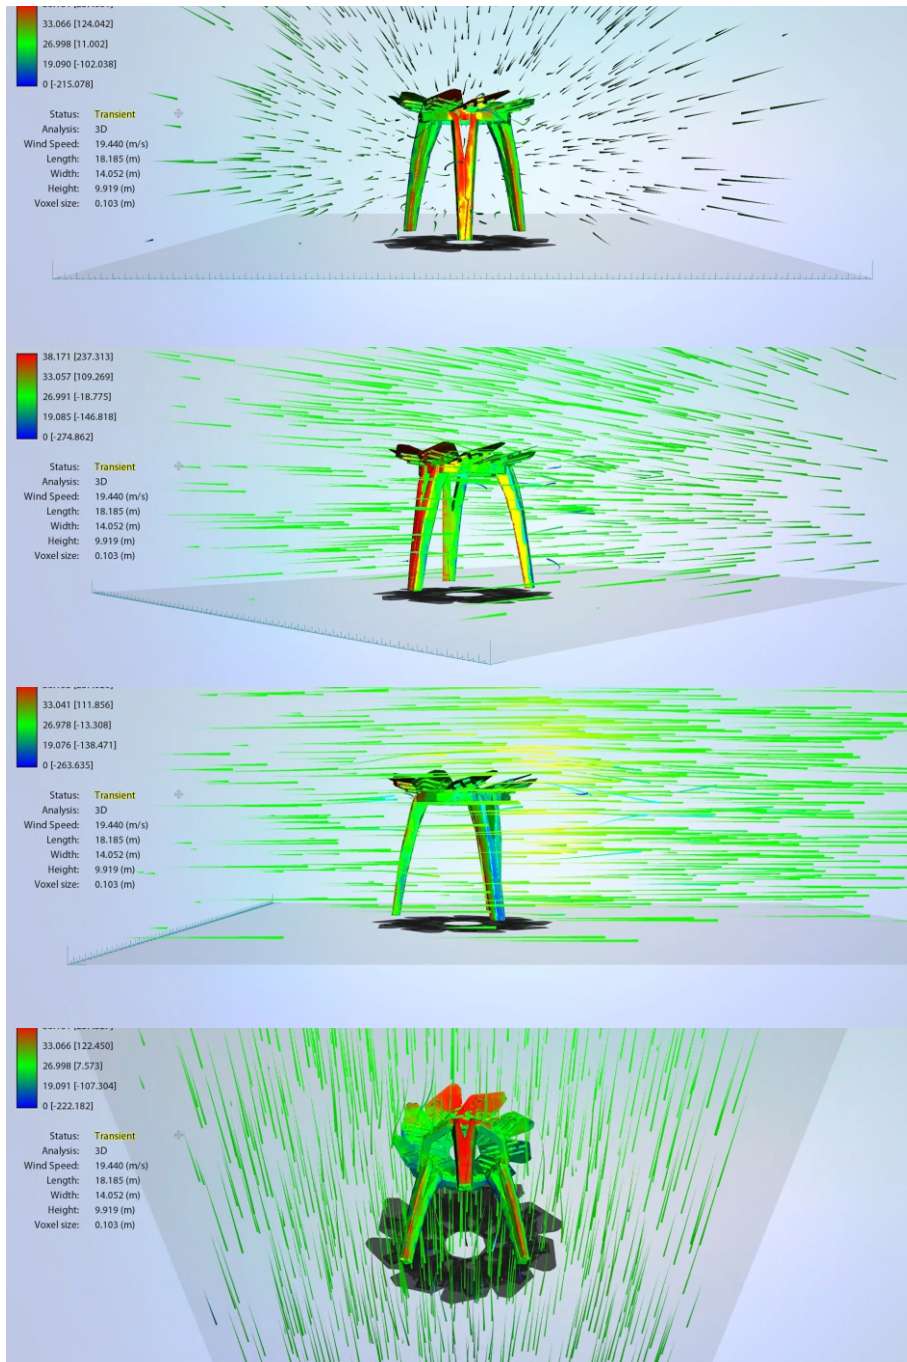 33.066 [124.042]
26.998 [11.002]
19.090 [-102.038]
0 [-215.078]
Status: Transient
Analysis: 3D
Wind Speed: 19.440 (m/s)
Length: 18.185 (m)
Width: 14.052 (m)
Height: 9.919 (m)
Voxel size: 0.103 (m)
38.171 [237.313]
33.057 [109.269]
26.991 [-18.775]
19.085 [-146.818]
0 [-274.862]
Status: Transient
Analysis: 3D
Wind Speed: 19.440 (m/s)
Length: 18.185 (m)
Width: 14.052 (m)
Height: 9.919 (m)
Voxel size: 0.103 (m)
33.041 [111.856]
26.978 [-13.308]
19.076 [-138.471]
0 [-263.635]
Status: Transient
Analysis: 3D
Wind Speed: 19.440 (m/s)
Length: 18.185 (m)
Width: 14.052 (m)
Height: 9.919 (m)
Voxel size: 0.103 (m)
33.066 [122.450]
26.998 [7.573]
19.091 [-107.304]
0 [-222.182]
Status: Transient
Analysis: 3D
Wind Speed: 19.440 (m/s)
Length: 18.185 (m)
Width: 14.052 (m)
Height: 9.919 (m)
Voxel size: 0.103 (m)